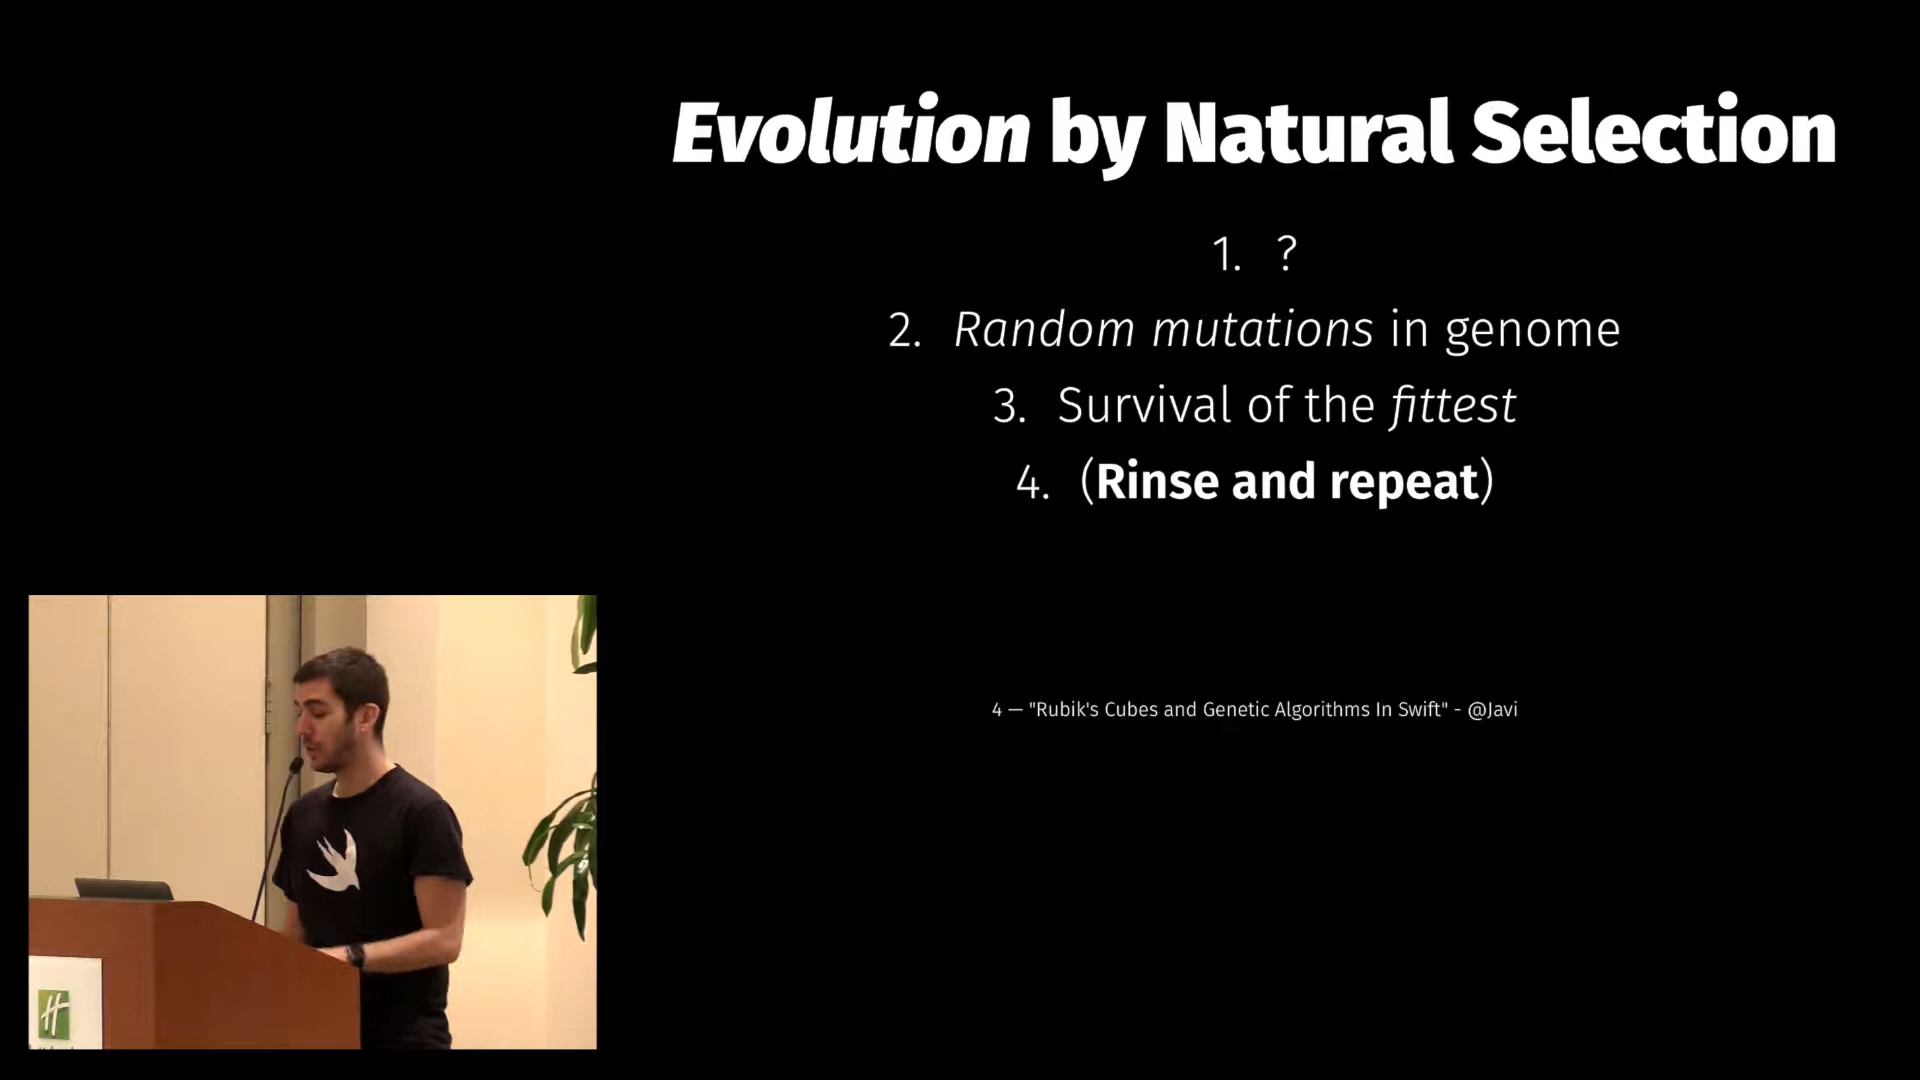 Evolution by Natural Selection
1. ?
2. Random mutations in genome
3. Survival of the fittest
4. (Rinse and repeat)
4 — "Rubik's Cubes and Genetic Algorithms In Swift" - @Javi
H